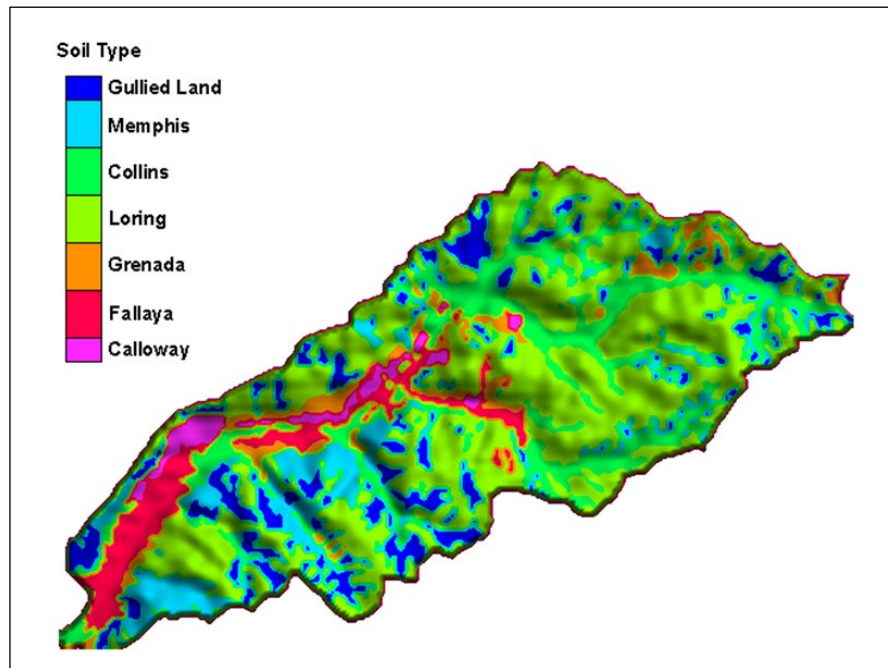 Soil Type
Gullied Land
Memphis
Collins
Loring
Grenada
Fallaya
Calloway